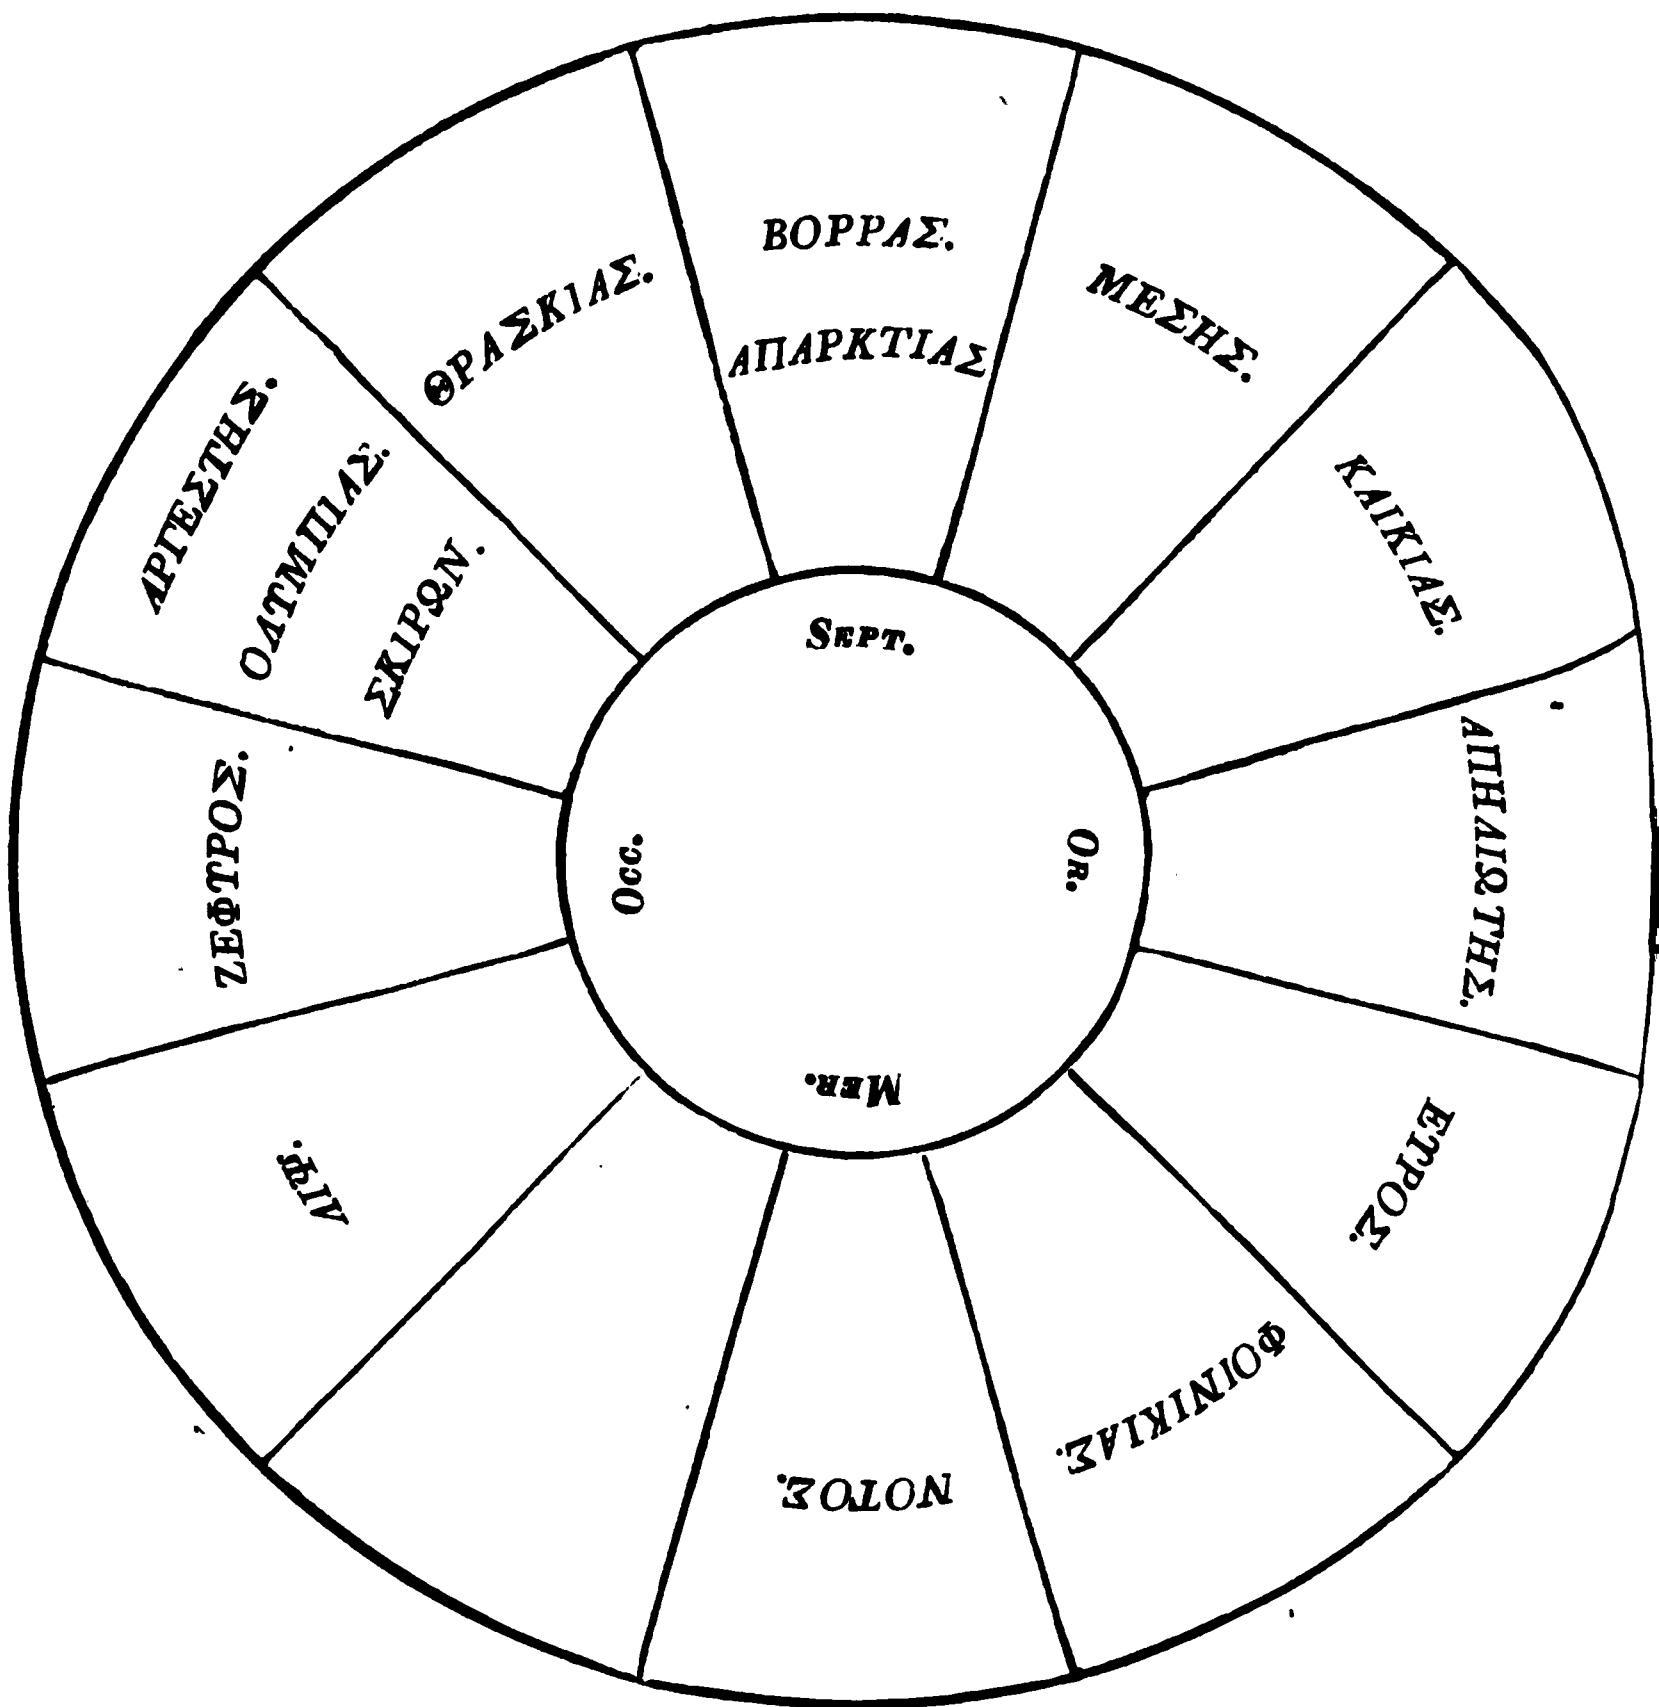 ΒΟΡΡΑΣ.
ΑΠΑΡΚΤΙΑΣ
ΜΕΣΗΣ.
ΚΑΙΚΙΑΣ.
ΑΠΗΛΙΩΤΗΣ.
ΕΥΡΟΣ.
ΦΟΙΝΙΚΙΑΣ.
ΝΟΤΟΣ.
ΛΙΨ.
ΖΕΦΥΡΟΣ.
ΑΡΓΕΣΤΗΣ.
ΟΛΥΜΠΙΑΣ.
ΣΚΙΡΩΝ.
ΘΡΑΣΚΙΑΣ.
SEPT.
OR.
MER.
OCC.